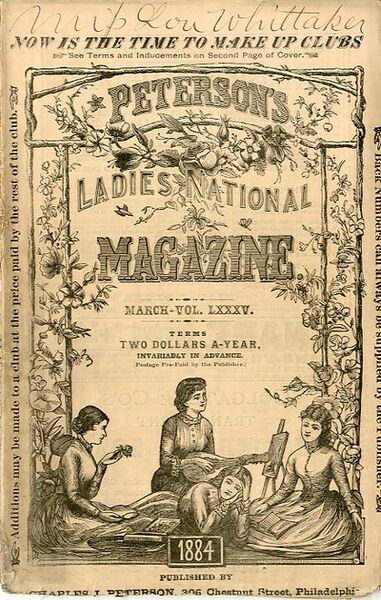 Miss Lou Whittaker
NOW IS THE TIME TO MAKE UP CLUBS
See Terms and Inducements on Second Page of Cover.
PETERSON'S
LADIES NATIONAL
MAGAZINE.
MARCH-VOL. LXXXV.
TERMS
TWO DOLLARS A-YEAR,
INVARIABLY IN ADVANCE.
(Postage Pre-Paid by the Publisher.)
Additions may be made to a club at the price paid by the rest of the club.
Back Numbers can always be supplied by any Dealer
1884
PUBLISHED BY
CHARLES J. PETERSON, 306 Chestnut Street, Philadelphi